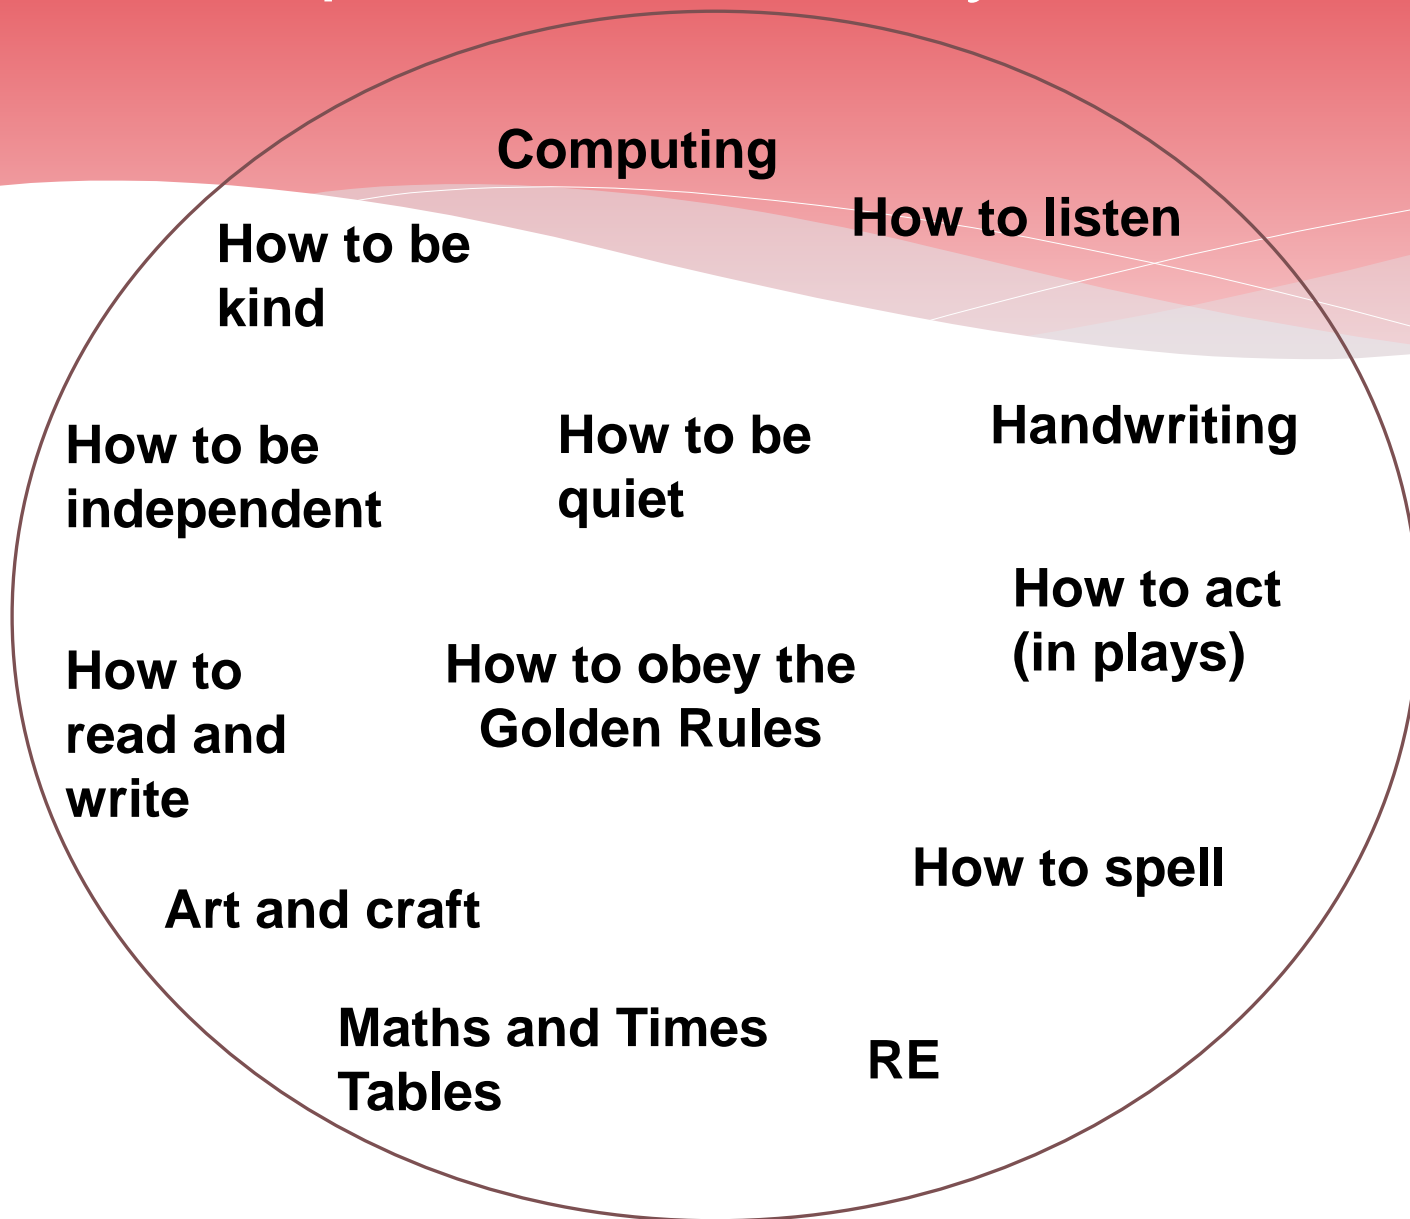 Computing
How to listen
How to be
kind
How to be
independent
How to be
quiet
Handwriting
How to act
(in plays)
How to
read and
write
How to obey the
Golden Rules
How to spell
Art and craft
Maths and Times
Tables
RE